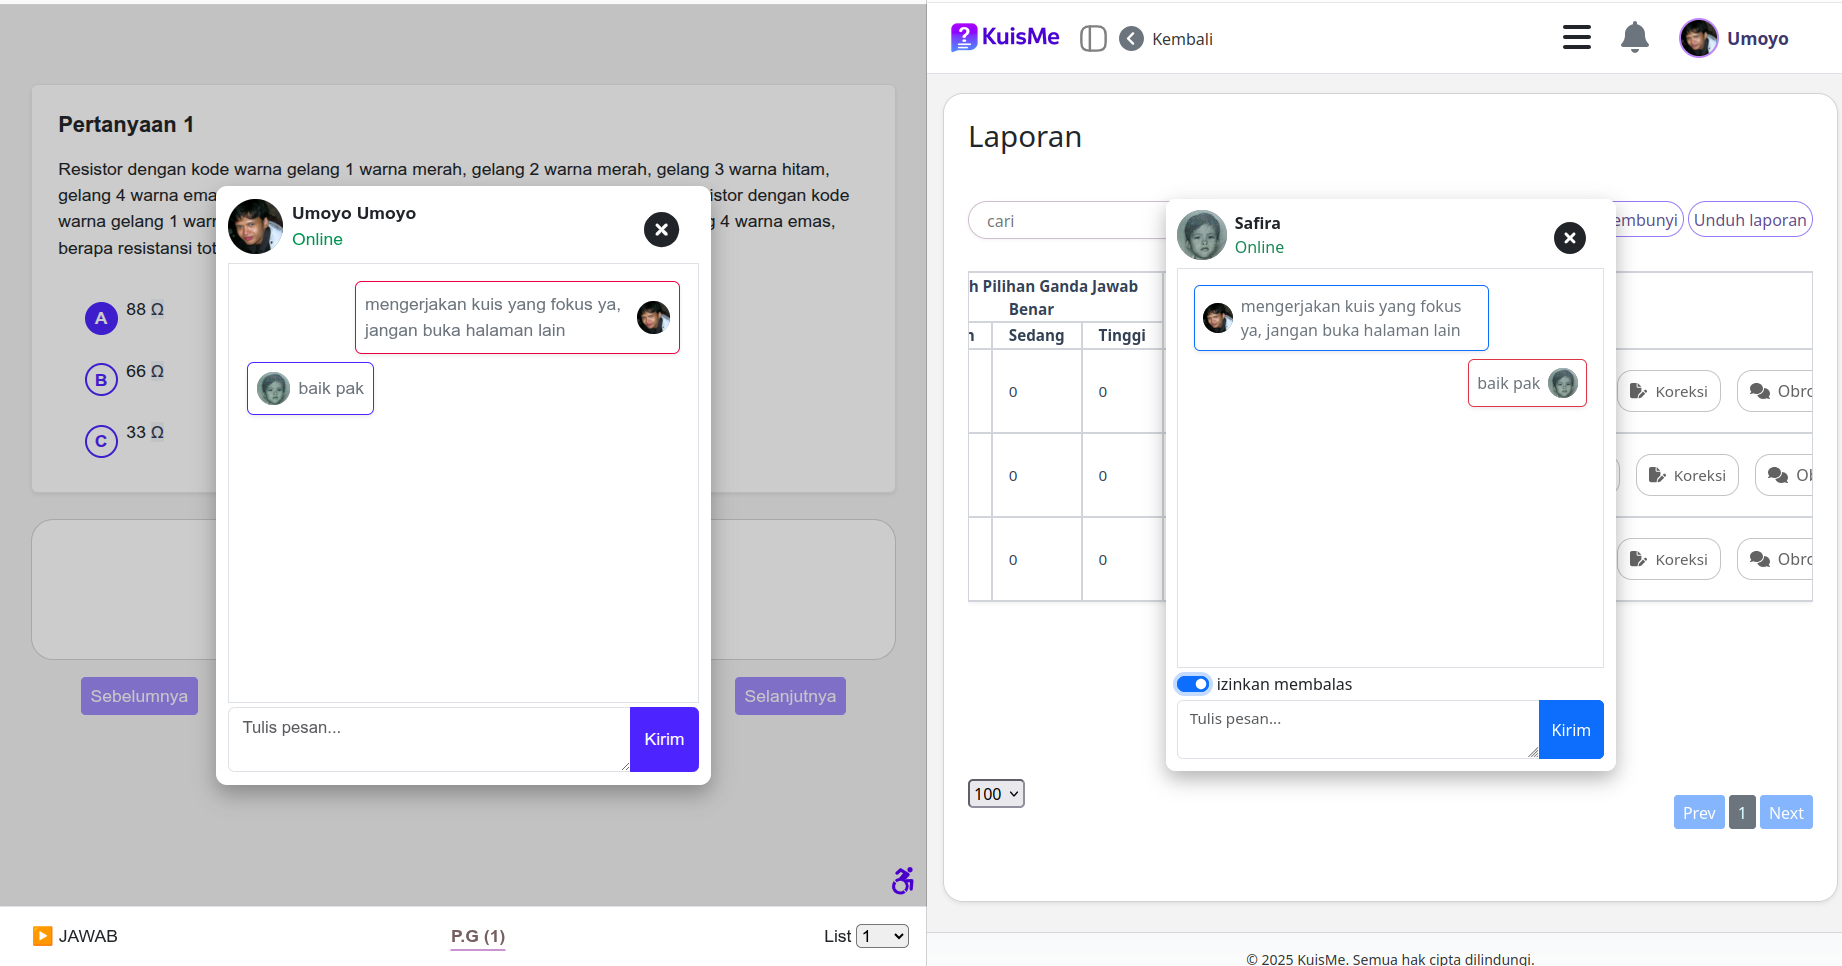 Pertanyaan 1
Resistor dengan kode warna gelang 1 warna merah, gelang 2 warna merah, gelang 3 warna hitam,
gelang 4 warna emas
istor dengan kode
warna gelang 1 warn
g 4 warna emas,
berapa resistansi tot
A 88 Ω
B 66 Ω
C 33 Ω
Umoyo Umoyo
Online
mengerjakan kuis yang fokus ya,
jangan buka halaman lain
baik pak
Tulis pesan...
Kirim
Sebelumnya
Selanjutnya
JAWAB
P.G (1)
List 1
KuisMe
Kembali
Umoyo
Laporan
cari
embunyi
Unduh laporan
h Pilihan Ganda Jawab
Benar
n Sedang Tinggi
0 0 Koreksi Obro
0 0 Koreksi Ob
0 0 Koreksi Obro
Safira
Online
mengerjakan kuis yang fokus
ya, jangan buka halaman lain
baik pak
izinkan membalas
Tulis pesan...
Kirim
100
Prev 1 Next
© 2025 KuisMe. Semua hak cipta dilindungi.